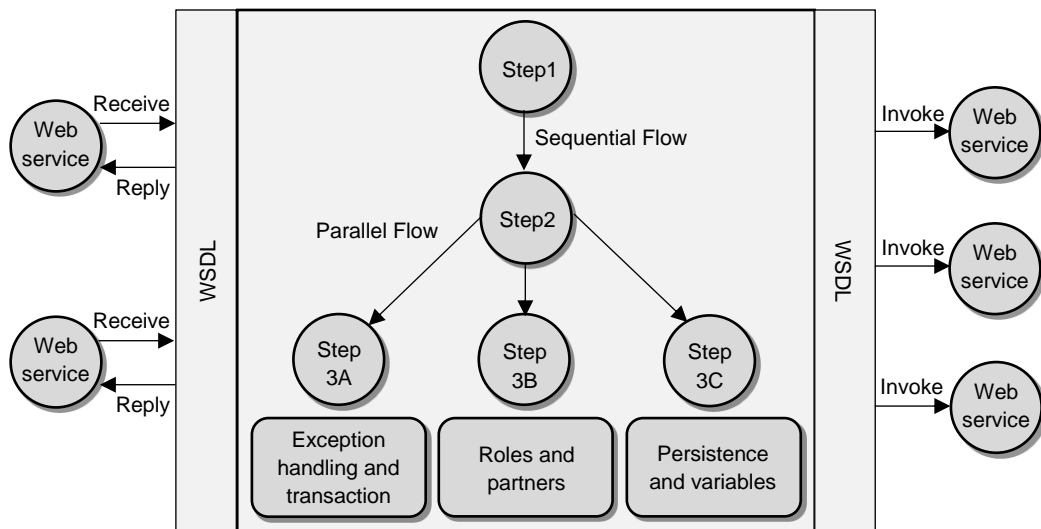 Step1
Receive
Web
service
Reply
Sequential Flow
Invoke
Web
service
Step2
Parallel Flow
WSDL
WSDL
Invoke
Web
service
Receive
Web
service
Reply
Step
3A
Step
3B
Step
3C
Invoke
Web
service
Exception
handling and
transaction
Roles and
partners
Persistence
and variables